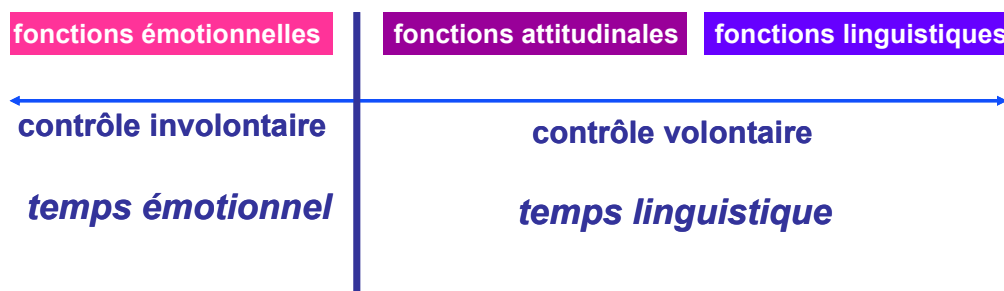 fonctions émotionnelles
fonctions attitudinales
fonctions linguistiques
contrôle involontaire
contrôle volontaire
temps émotionnel
temps linguistique